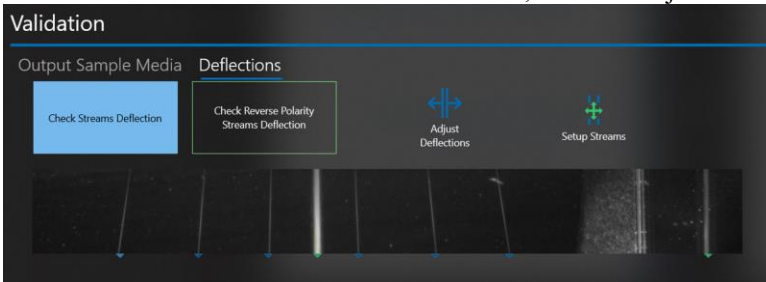 Validation
Output Sample Media Deflections
Check Streams Deflection
Check Reverse Polarity
Streams Deflection
Adjust
Deflections
Setup Streams